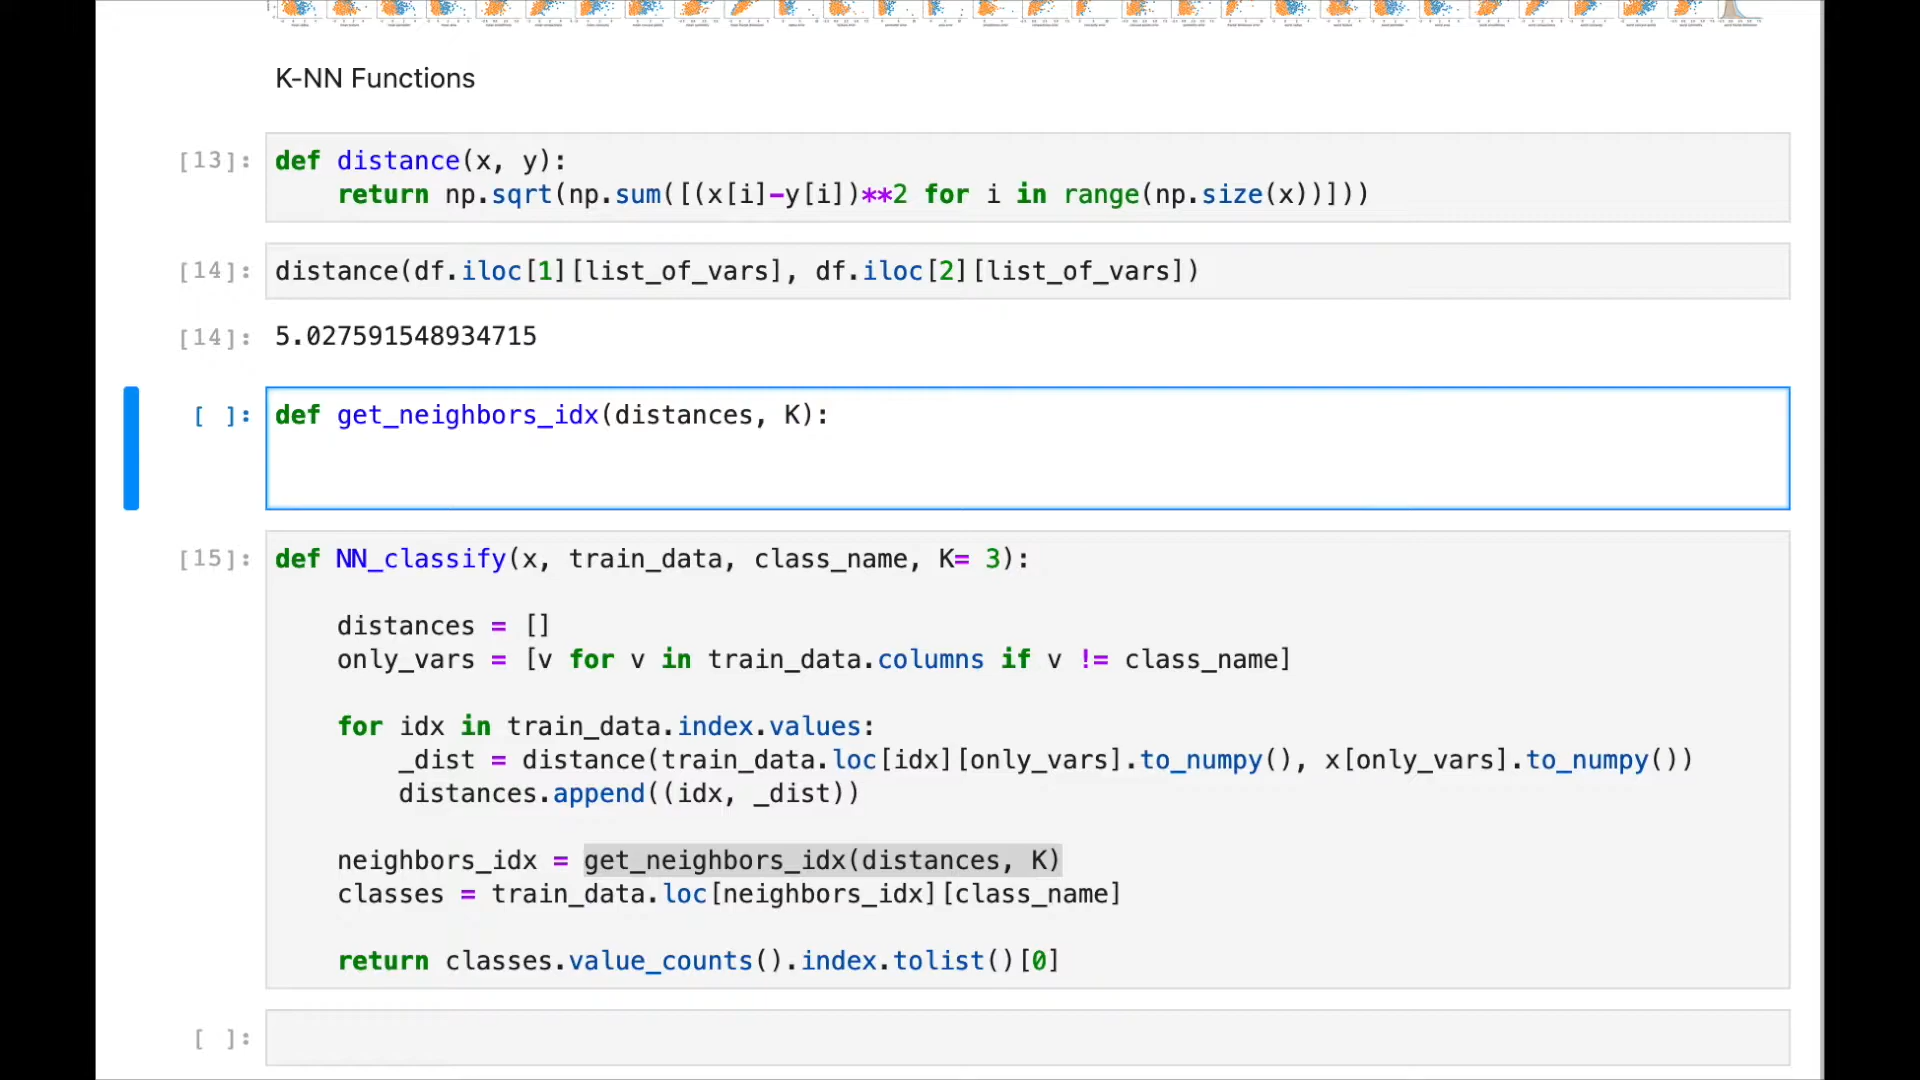 K-NN Functions
[13]: def distance(x, y):
return np.sqrt(np.sum([(x[i]-y[i])**2 for i in range(np.size(x))]))
[14]: distance(df.iloc[1][list_of_vars], df.iloc[2][list_of_vars])
[14]: 5.027591548934715
[ ]: def get_neighbors_idx(distances, K):
[15]: def NN_classify(x, train_data, class_name, K= 3):
distances = []
only_vars = [v for v in train_data.columns if v != class_name]
for idx in train_data.index.values:
_dist = distance(train_data.loc[idx][only_vars].to_numpy(), x[only_vars].to_numpy())
distances.append((idx, _dist))
neighbors_idx = get_neighbors_idx(distances, K)
classes = train_data.loc[neighbors_idx][class_name]
return classes.value_counts().index.tolist()[0]
[ ]: